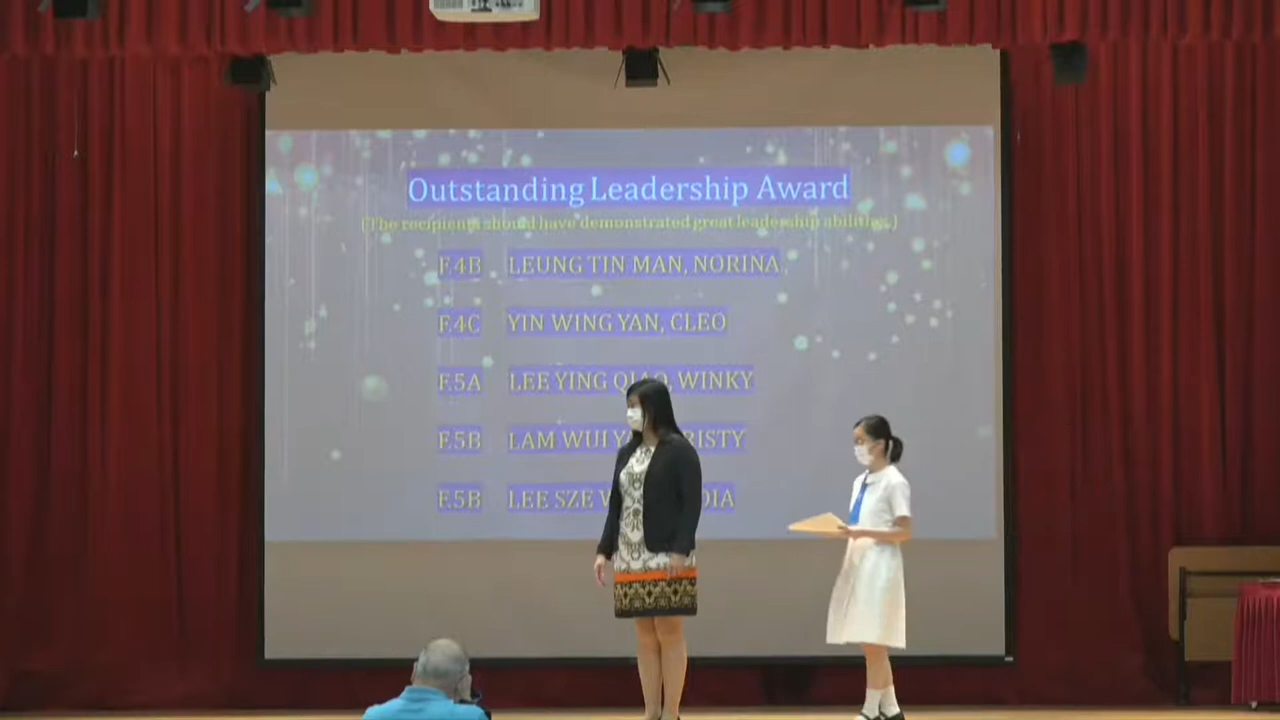 Outstanding Leadership Award
(The recipients should have demonstrated great leadership abilities.)
F.4B LEUNG TIN MAN, NORINA
F.4C YIN WING YAN, CLEO
F.5A LEE YING QIAO, WINKY
F.5B LAM WUI
F.5B LEE SZE